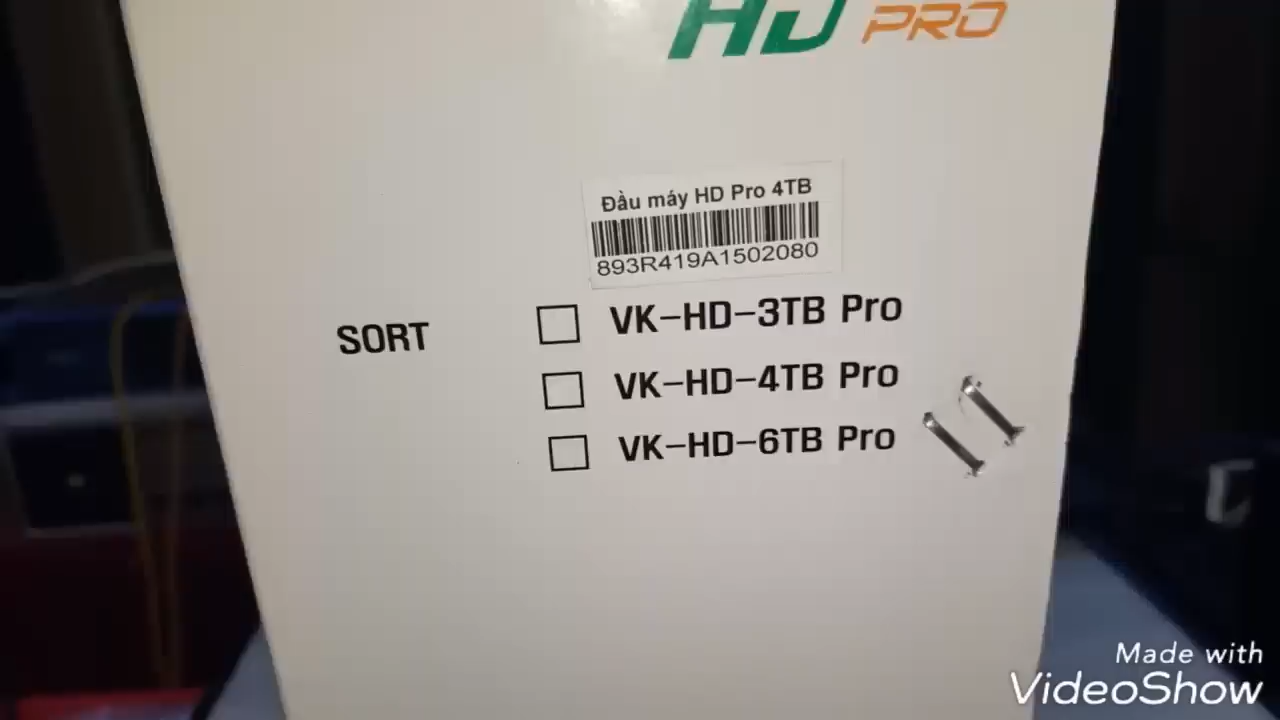 HD PRO
Đầu máy HD Pro 4TB
893R419A1502080
SORT
VK-HD-3TB Pro
VK-HD-4TB Pro
VK-HD-6TB Pro
Made with
VideoShow